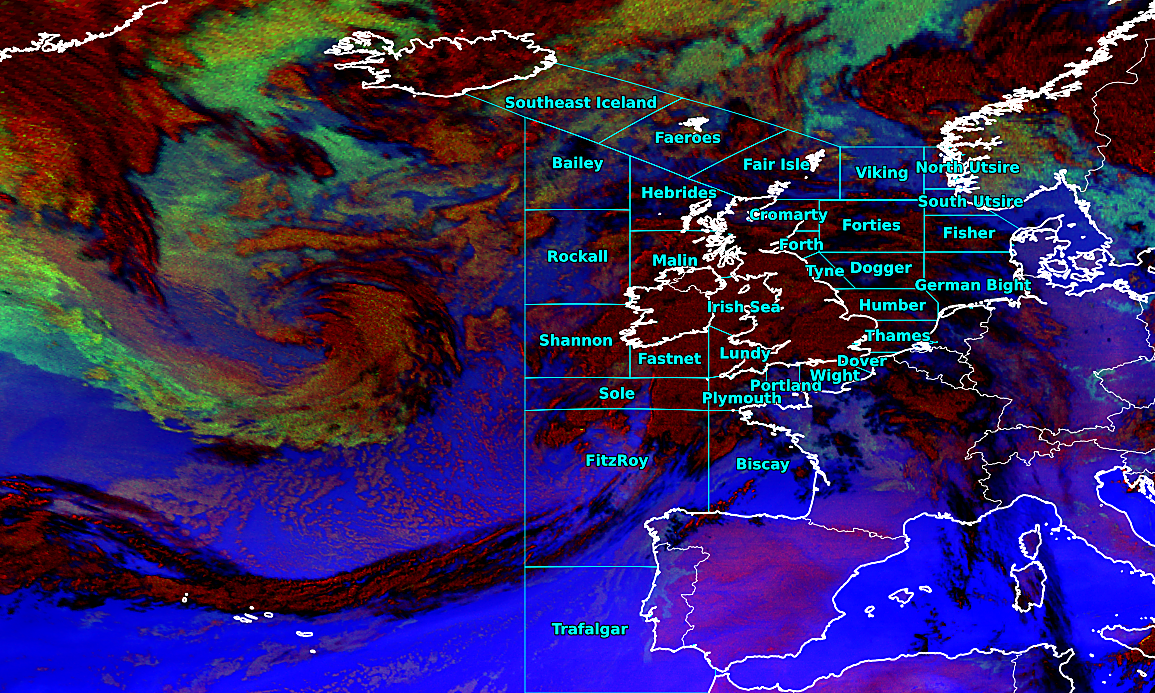 Southeast Iceland
Faeroes
Bailey
Fair Isle
Viking
North Utsire
Hebrides
South Utsire
Cromarty
Forties
Fisher
Forth
Rockall
Malin
Tyne
Dogger
German Bight
Irish Sea
Humber
Shannon
Thames
Fastnet
Lundy
Dover
Wight
Portland
Sole
Plymouth
FitzRoy
Biscay
Trafalgar